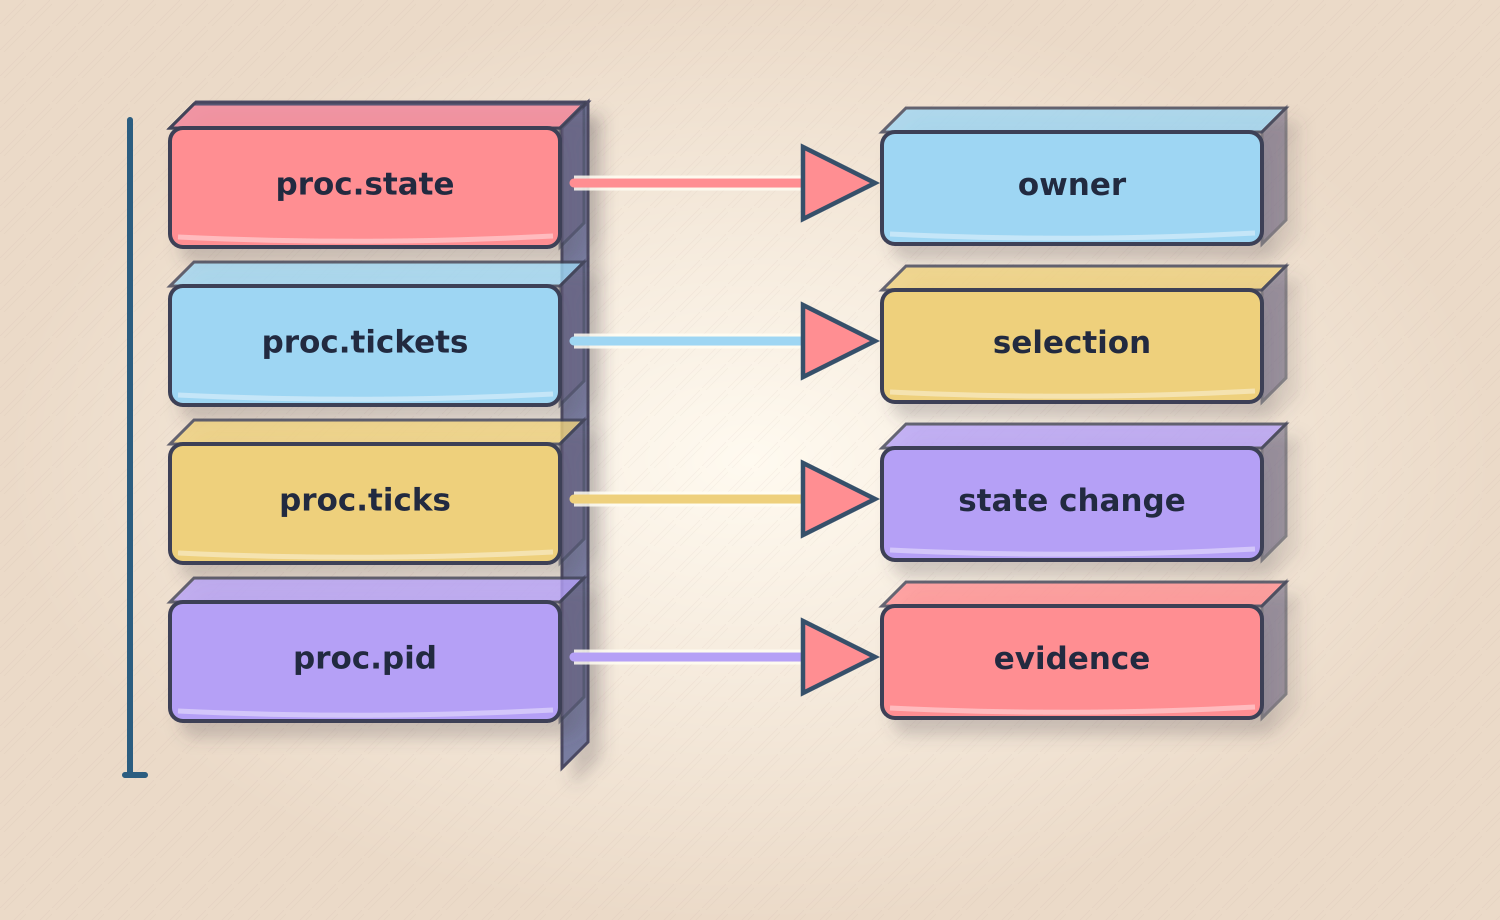 proc.state
owner
proc.tickets
selection
proc.ticks
state change
proc.pid
evidence